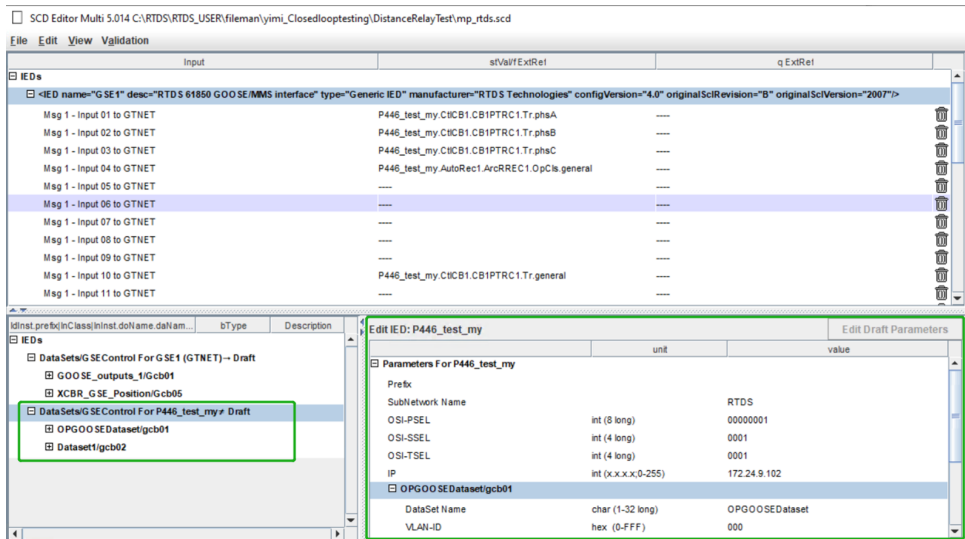 SCD Editor Multi 5.014 C:\RTDS\RTDS_USER\fileman\yimi_Closedlooptesting\DistanceRelayTest\mp_rtds.scd
File Edit View Validation
Input stVal/f ExtRef q ExtRef
IEDs
<IED name="GSE1" desc="RTDS 61850 GOOSE/MMS interface" type="Generic IED" manufacturer="RTDS Technologies" configVersion="4.0" originalSclRevision="B" originalSclVersion="2007"/>
Msg 1 - Input 01 to GTNET P446_test_my.CtlCB1.CB1PTRC1.Tr.phsA ----
Msg 1 - Input 02 to GTNET P446_test_my.CtlCB1.CB1PTRC1.Tr.phsB ----
Msg 1 - Input 03 to GTNET P446_test_my.CtlCB1.CB1PTRC1.Tr.phsC ----
Msg 1 - Input 04 to GTNET P446_test_my.AutoRec1.ArcRREC1.OpCls.general ----
Msg 1 - Input 05 to GTNET ---- ----
Msg 1 - Input 06 to GTNET ---- ----
Msg 1 - Input 07 to GTNET ---- ----
Msg 1 - Input 08 to GTNET ---- ----
Msg 1 - Input 09 to GTNET ---- ----
Msg 1 - Input 10 to GTNET P446_test_my.CtlCB1.CB1PTRC1.Tr.general ----
Msg 1 - Input 11 to GTNET ---- ----
ldInst.prefix|lnClass|lnInst.doName.daNam... bType Description
IEDs
DataSets/GSEControl For GSE1 (GTNET)→ Draft
GOOSE_outputs_1/Gcb01
XCBR_GSE_Position/Gcb05
DataSets/GSEControl For P446_test_my≠ Draft
OPGOOSEDataset/gcb01
Dataset1/gcb02
Edit IED: P446_test_my Edit Draft Parameters
unit value
Parameters For P446_test_my
Prefix
SubNetwork Name RTDS
OSI-PSEL int (8 long) 00000001
OSI-SSEL int (4 long) 0001
OSI-TSEL int (4 long) 0001
IP int (x.x.x.x;0-255) 172.24.9.102
OPGOOSEDataset/gcb01
DataSet Name char (1-32 long) OPGOOSEDataset
VLAN-ID hex (0-FFF) 000